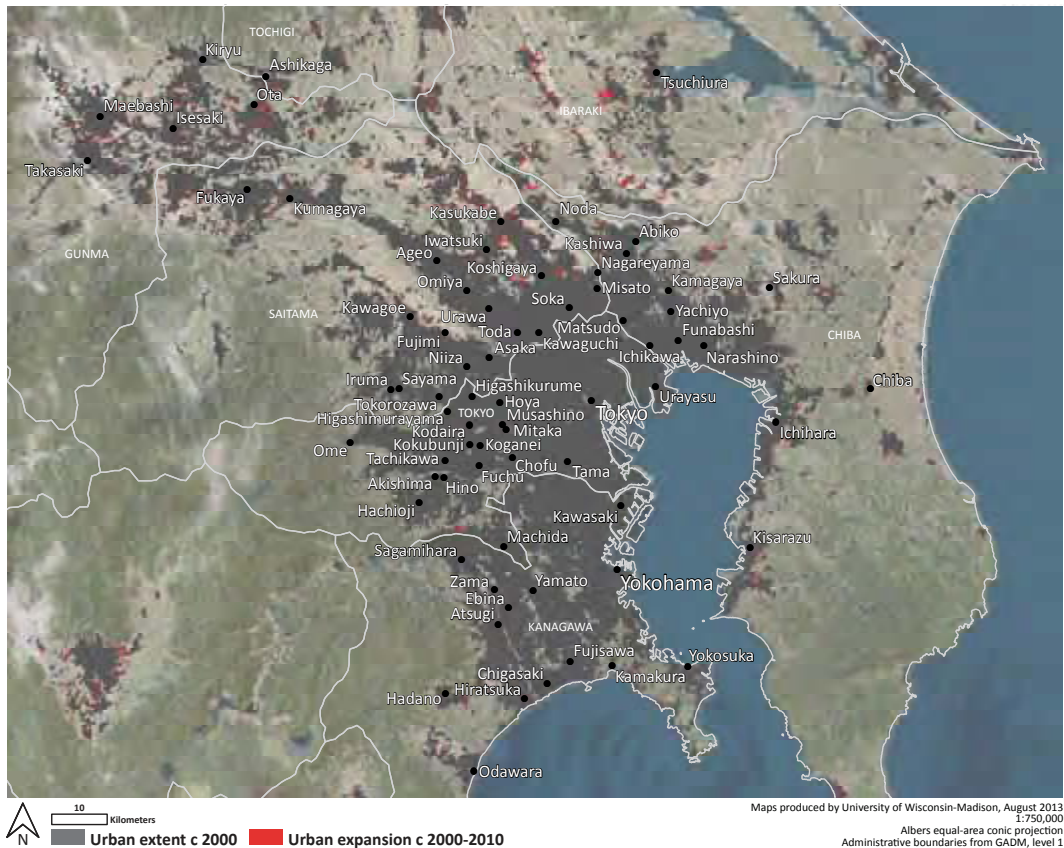 TOCHIGI
Kiryu
Ashikaga
Ota
Maebashi
Isesaki
Tsuchiura
IBARAKI
Takasaki
Fukaya
Kumagaya
Kasukabe
Noda
GUNMA
Iwatsuki
Abiko
Ageo
Kashiwa
Koshigaya
Nagareyama
Omiya
Misato
Kamagaya
Sakura
SAITAMA
Kawagoe
Soka
Urawa
Yachiyo
Fujimi
Toda
Matsudo
Funabashi
CHIBA
Kawaguchi
Asaka
Niiza
Ichikawa
Narashino
Iruma
Sayama
Higashikurume
Chiba
Tokorozawa
Hoya
Urayasu
TOKYO
Tokyo
Higashimurayama
Musashino
Kodaira
Mitaka
Ichihara
Ome
Kokubunji
Koganei
Tachikawa
Chofu
Tama
Akishima
Fuchu
Hino
Hachioji
Kawasaki
Machida
Kisarazu
Sagamihara
Zama
Yamato
Yokohama
Ebina
Atsugi
KANAGAWA
Fujisawa
Yokosuka
Chigasaki
Kamakura
Hadano
Hiratsuka
Odawara
10
Kilometers
N
Urban extent c 2000
Urban expansion c 2000-2010
Maps produced by University of Wisconsin-Madison, August 2013
1:750,000
Albers equal-area conic projection
Administrative boundaries from GADM, level 1